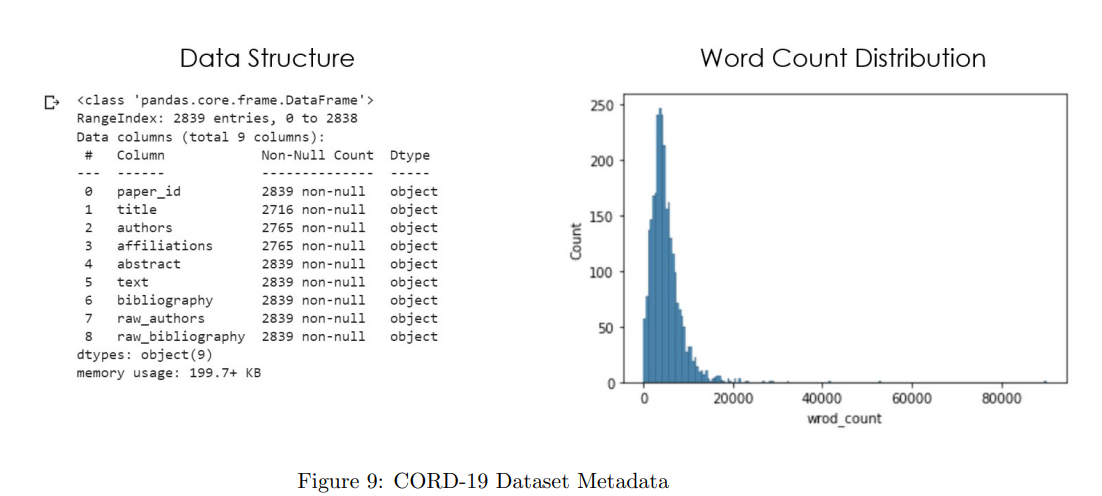 Data Structure
<class 'pandas.core.frame.DataFrame'>
RangeIndex: 2839 entries, 0 to 2838
Data columns (total 9 columns):
# Column Non-Null Count Dtype
--- ------ -------------- -----
0 paper_id 2839 non-null object
1 title 2716 non-null object
2 authors 2765 non-null object
3 affiliations 2765 non-null object
4 abstract 2839 non-null object
5 text 2839 non-null object
6 bibliography 2839 non-null object
7 raw_authors 2839 non-null object
8 raw_bibliography 2839 non-null object
dtypes: object(9)
memory usage: 199.7+ KB
Word Count Distribution
250
200
150
100
50
0
Count
0 20000 40000 60000 80000
wrod_count
Figure 9: CORD-19 Dataset Metadata